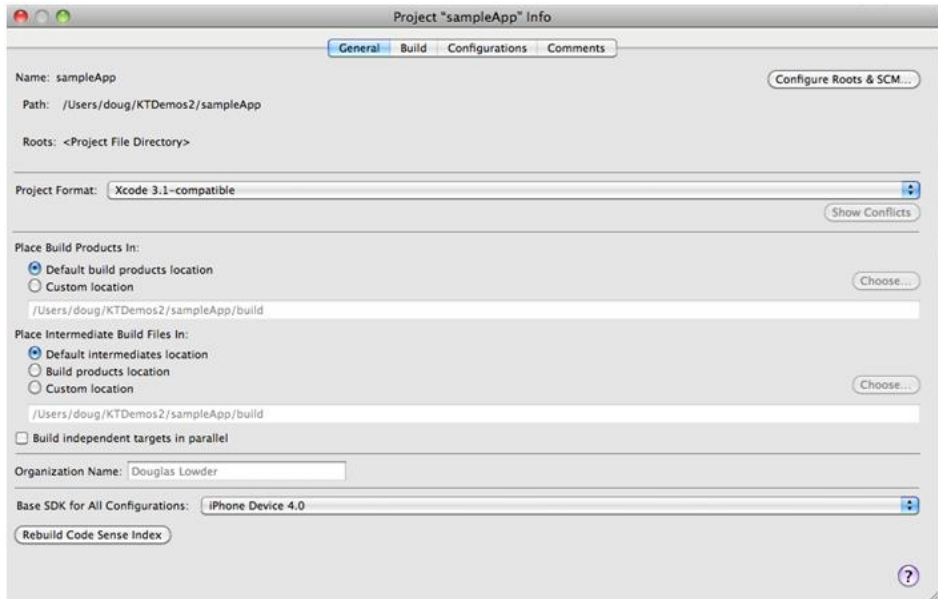 Project “sampleApp” Info
General Build Configurations Comments
Name: sampleApp
Configure Roots & SCM...
Path: /Users/doug/KTDemos2/sampleApp
Roots: <Project File Directory>
Project Format: Xcode 3.1-compatible
Show Conflicts
Place Build Products In:
Default build products location
Custom location
Choose...
/Users/doug/KTDemos2/sampleApp/build
Place Intermediate Build Files In:
Default intermediates location
Build products location
Custom location
Choose...
/Users/doug/KTDemos2/sampleApp/build
Build independent targets in parallel
Organization Name: Douglas Lowder
Base SDK for All Configurations: iPhone Device 4.0
Rebuild Code Sense Index
?